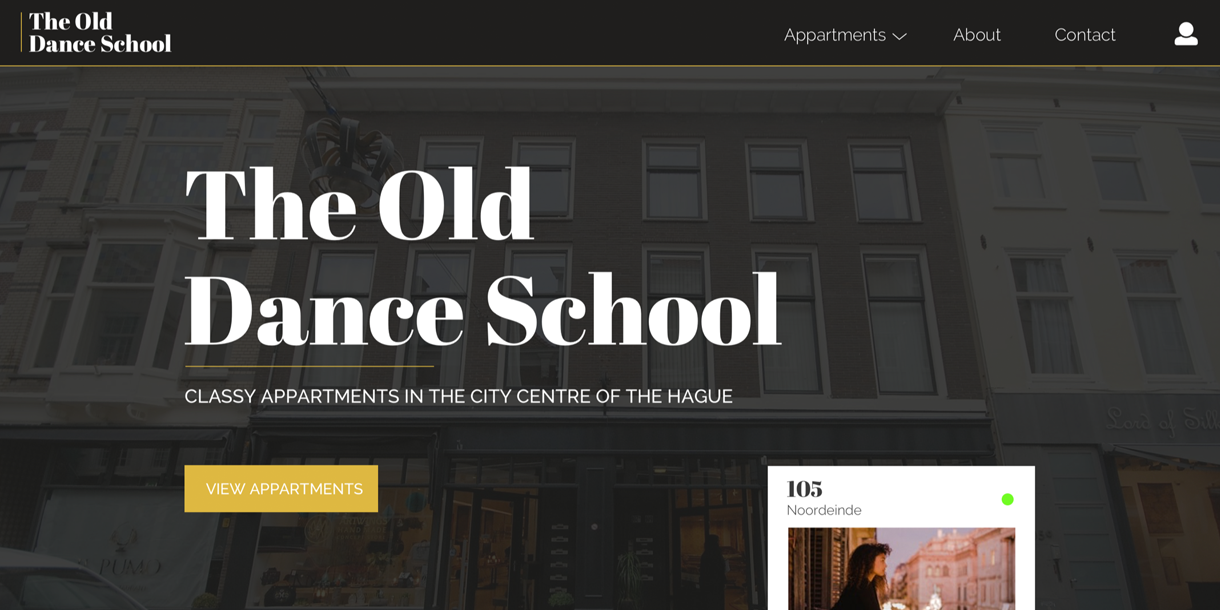 The Old
Dance School
Appartments
About
Contact
The Old
Dance School
CLASSY APPARTMENTS IN THE CITY CENTRE OF THE HAGUE
VIEW APPARTMENTS
Lord of
PUMO
105
Noordeinde